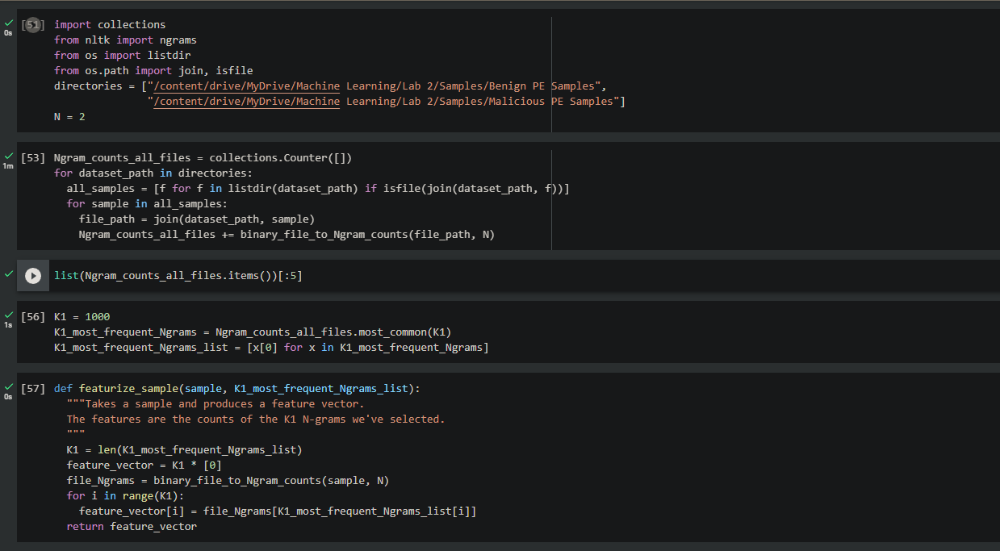 [51] import collections
0s
from nltk import ngrams
from os import listdir
from os.path import join, isfile
directories = ["/content/drive/MyDrive/Machine Learning/Lab 2/Samples/Benign PE Samples",
"/content/drive/MyDrive/Machine Learning/Lab 2/Samples/Malicious PE Samples"]
N = 2
[53] Ngram_counts_all_files = collections.Counter([])
1m
for dataset_path in directories:
all_samples = [f for f in listdir(dataset_path) if isfile(join(dataset_path, f))]
for sample in all_samples:
file_path = join(dataset_path, sample)
Ngram_counts_all_files += binary_file_to_Ngram_counts(file_path, N)
list(Ngram_counts_all_files.items())[:5]
[56] K1 = 1000
1s
K1_most_frequent_Ngrams = Ngram_counts_all_files.most_common(K1)
K1_most_frequent_Ngrams_list = [x[0] for x in K1_most_frequent_Ngrams]
[57] def featurize_sample(sample, K1_most_frequent_Ngrams_list):
0s
"""Takes a sample and produces a feature vector.
The features are the counts of the K1 N-grams we've selected.
"""
K1 = len(K1_most_frequent_Ngrams_list)
feature_vector = K1 * [0]
file_Ngrams = binary_file_to_Ngram_counts(sample, N)
for i in range(K1):
feature_vector[i] = file_Ngrams[K1_most_frequent_Ngrams_list[i]]
return feature_vector